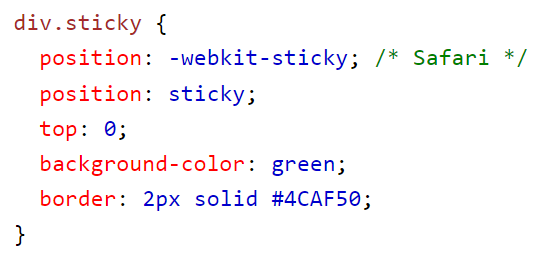 div.sticky {
  position: -webkit-sticky; /* Safari */
  position: sticky;
  top: 0;
  background-color: green;
  border: 2px solid #4CAF50;
}